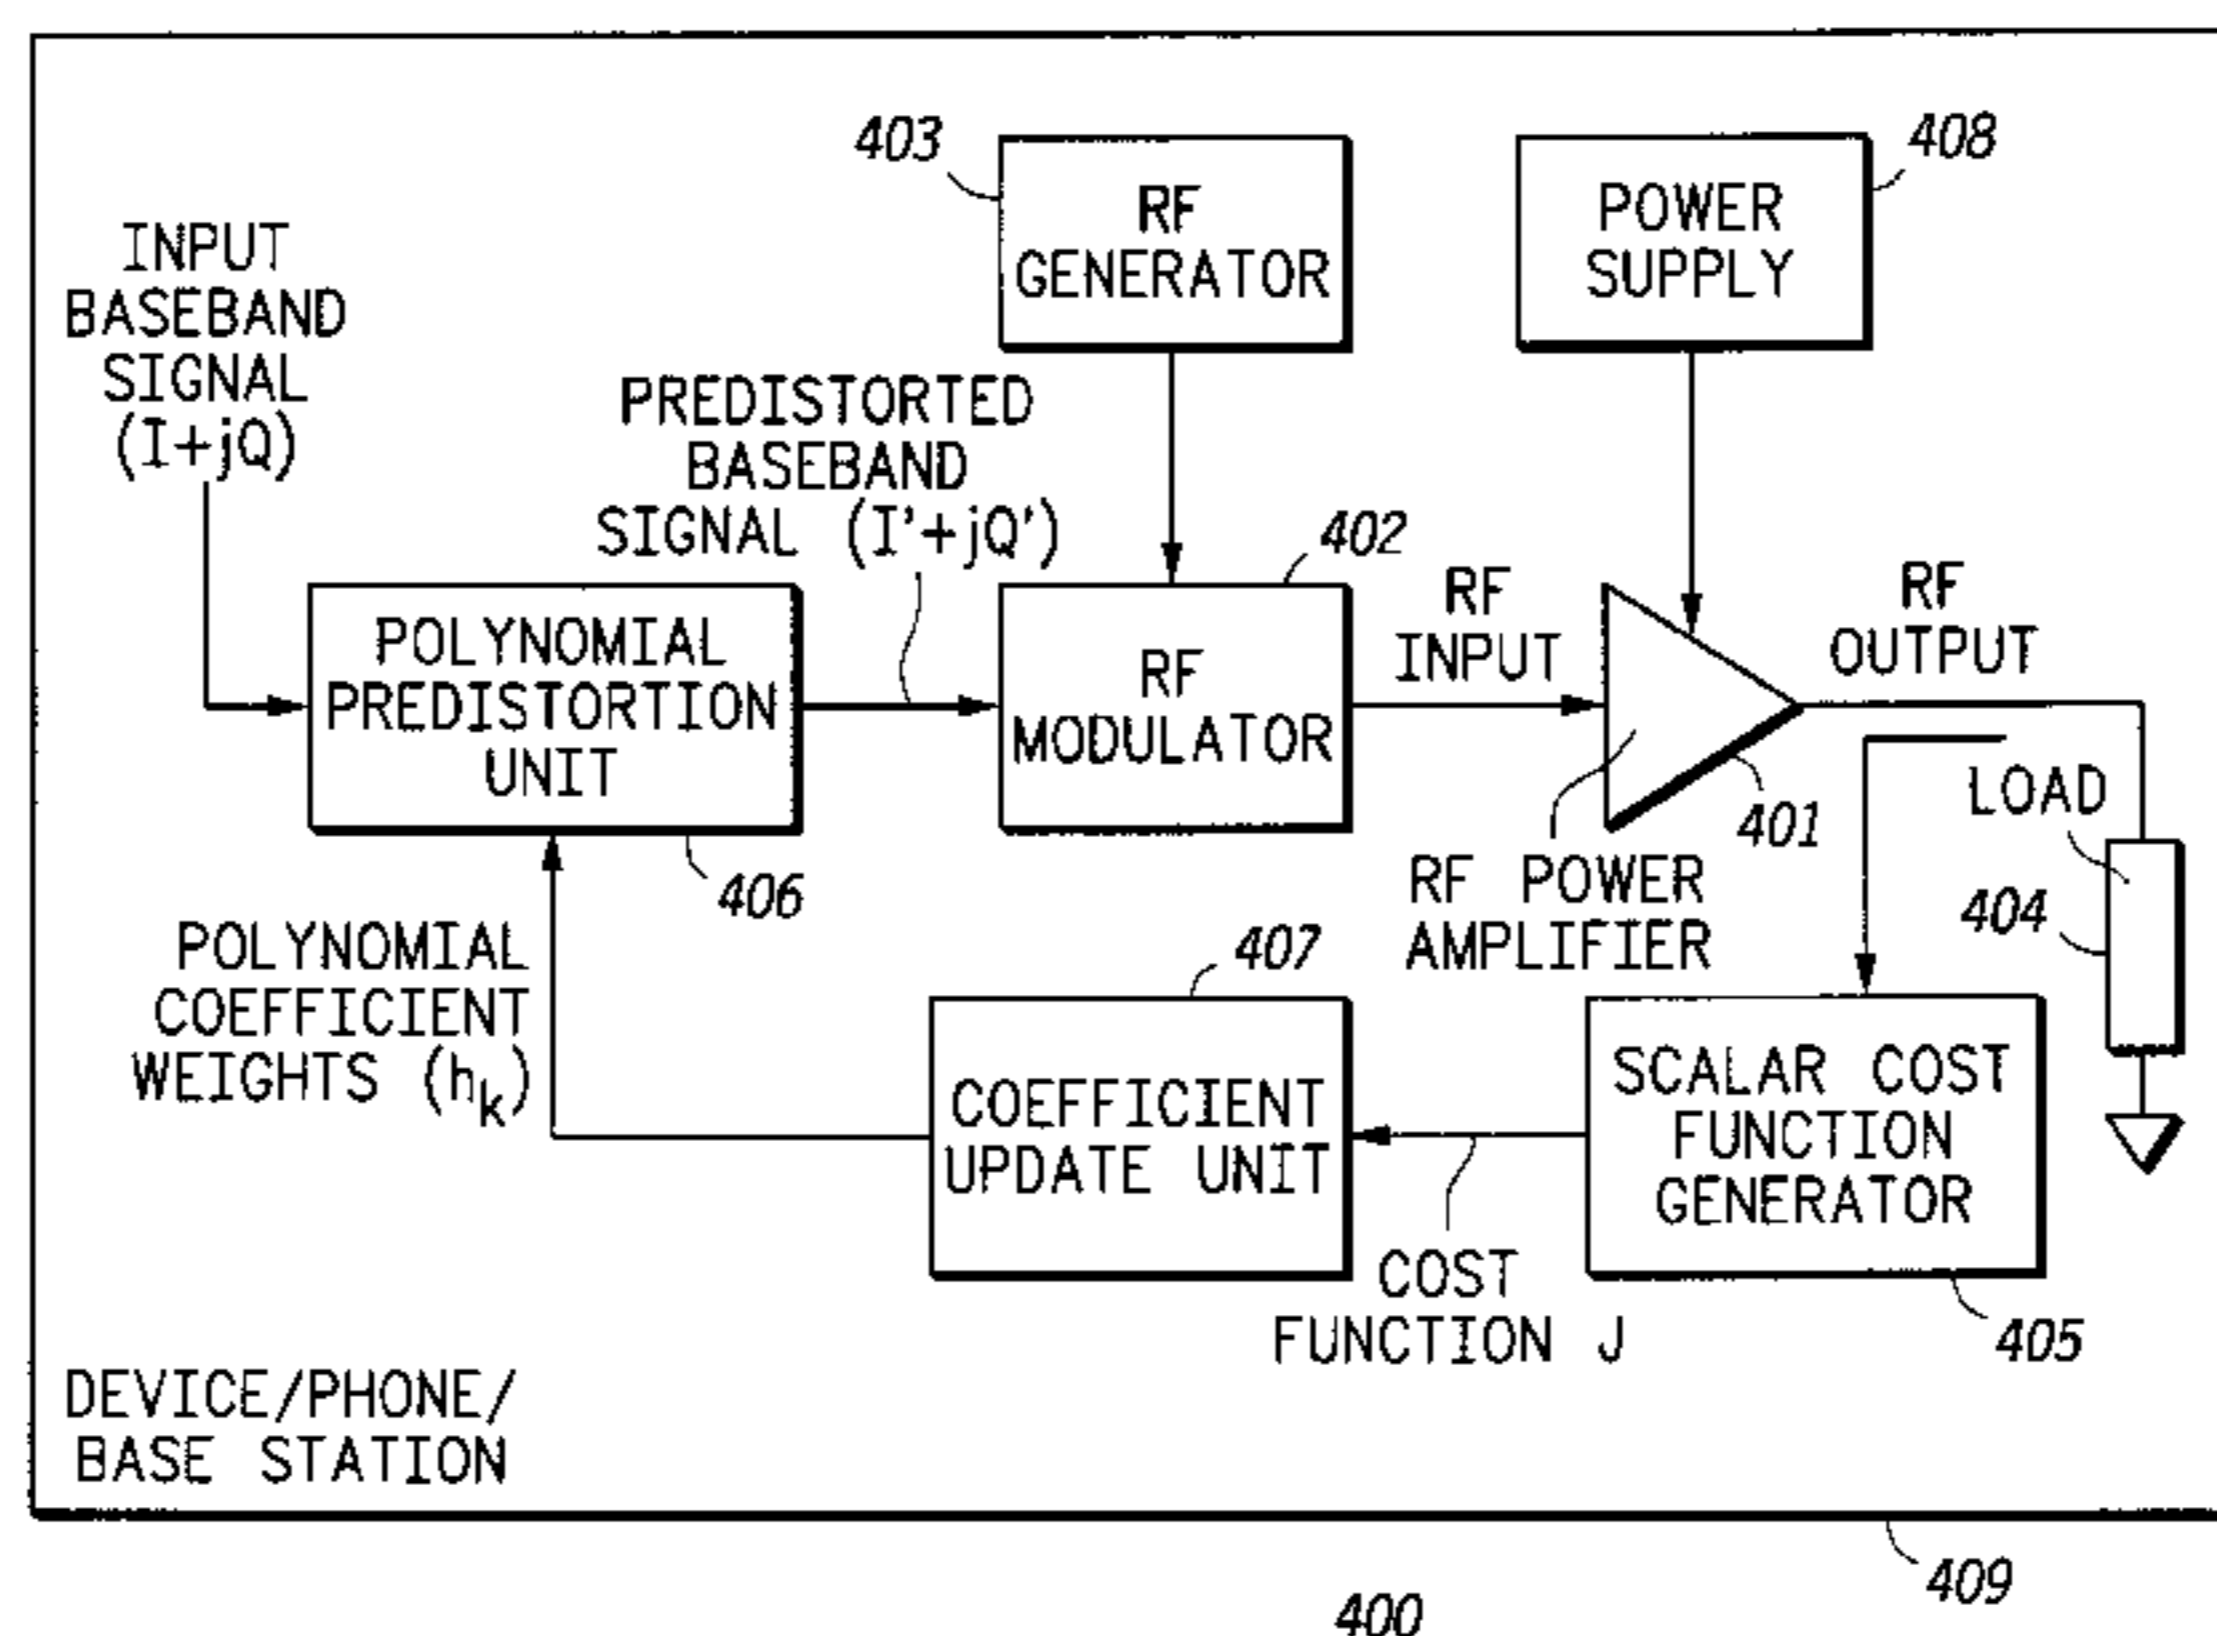 403
RF
GENERATOR
408
POWER
SUPPLY
INPUT
BASEBAND
SIGNAL
(I+jQ)
PREDISTORTED
BASEBAND
SIGNAL (I'+jQ')
402
POLYNOMIAL
PREDISTORTION
UNIT
406
RF
MODULATOR
RF
INPUT
RF
OUTPUT
401
RF POWER
AMPLIFIER
LOAD
404
POLYNOMIAL
COEFFICIENT
WEIGHTS (hk)
407
COEFFICIENT
UPDATE UNIT
SCALAR COST
FUNCTION
GENERATOR
405
COST
FUNCTION J
DEVICE/PHONE/
BASE STATION
409
400